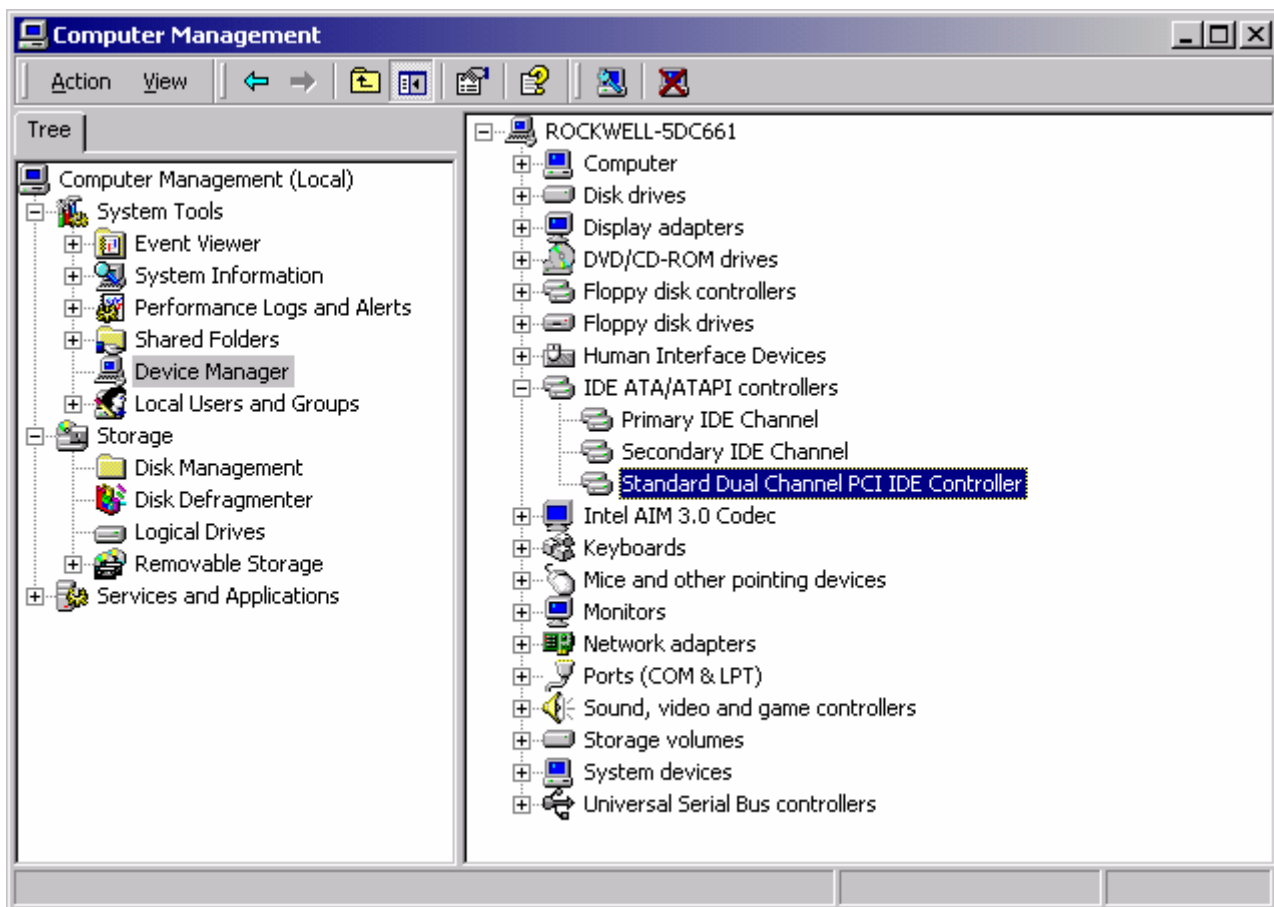 Computer Management
Action View
Tree
Computer Management (Local)
System Tools
Event Viewer
System Information
Performance Logs and Alerts
Shared Folders
Device Manager
Local Users and Groups
Storage
Disk Management
Disk Defragmenter
Logical Drives
Removable Storage
Services and Applications
ROCKWELL-5DC661
Computer
Disk drives
Display adapters
DVD/CD-ROM drives
Floppy disk controllers
Floppy disk drives
Human Interface Devices
IDE ATA/ATAPI controllers
Primary IDE Channel
Secondary IDE Channel
Standard Dual Channel PCI IDE Controller
Intel AIM 3.0 Codec
Keyboards
Mice and other pointing devices
Monitors
Network adapters
Ports (COM & LPT)
Sound, video and game controllers
Storage volumes
System devices
Universal Serial Bus controllers